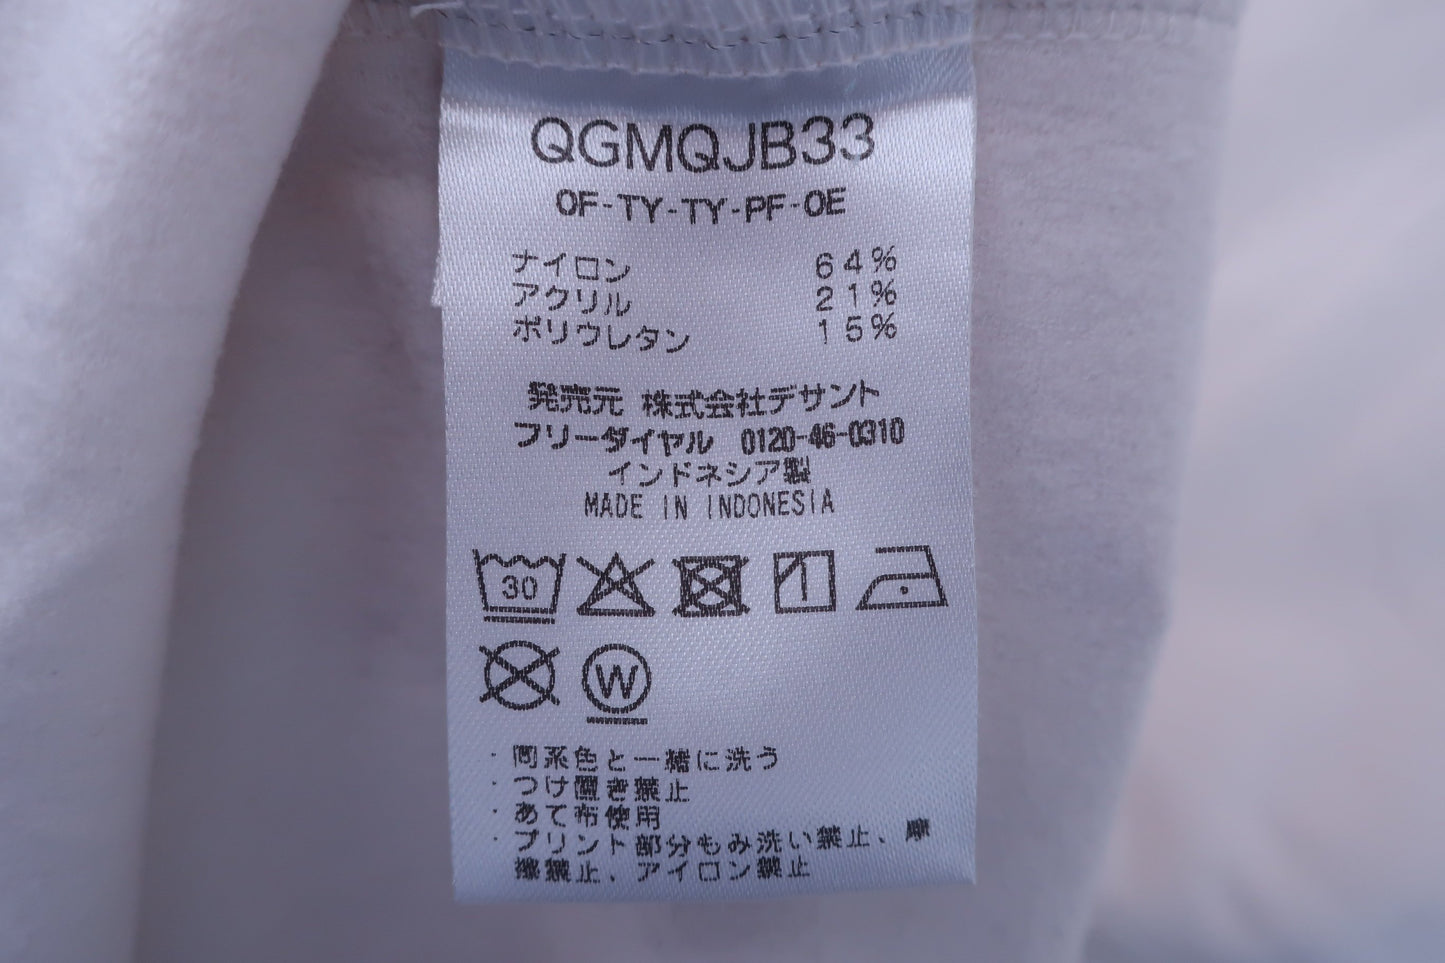 QGMQJB33
OF-TY-TY-PF-OE
ナイロン 64%
アクリル 21%
ポリウレタン 15%
発売元 株式会社デサント
フリーダイヤル 0120-46-0310
インドネシア製
MADE IN INDONESIA
30
W
・同系色と一緒に洗う
・つけ置き禁止
・あて布使用
・プリント部分もみ洗い禁止、摩
擦禁止、アイロン禁止